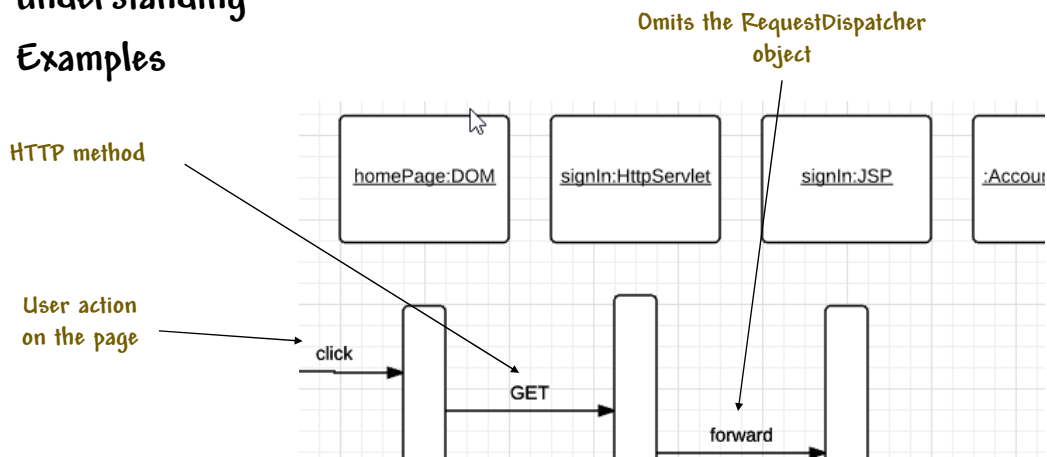 understanding
Examples
Omits the RequestDispatcher
object
HTTP method
homePage:DOM
signIn:HttpServlet
signIn:JSP
User action
on the page
click
GET
forward